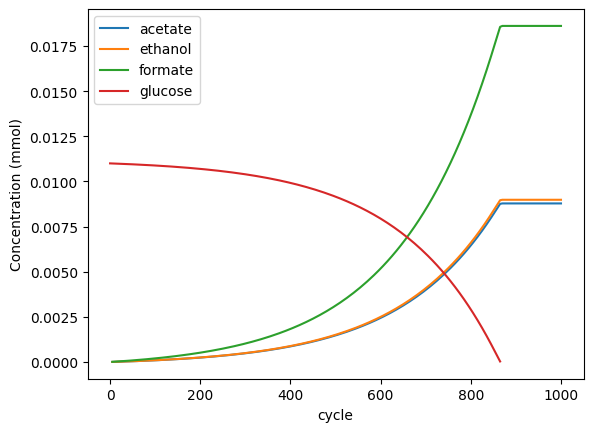 acetate
ethanol
formate
glucose
0.0175
0.0150
0.0125
0.0100
0.0075
0.0050
0.0025
0.0000
Concentration (mmol)
0 200 400 600 800 1000
cycle